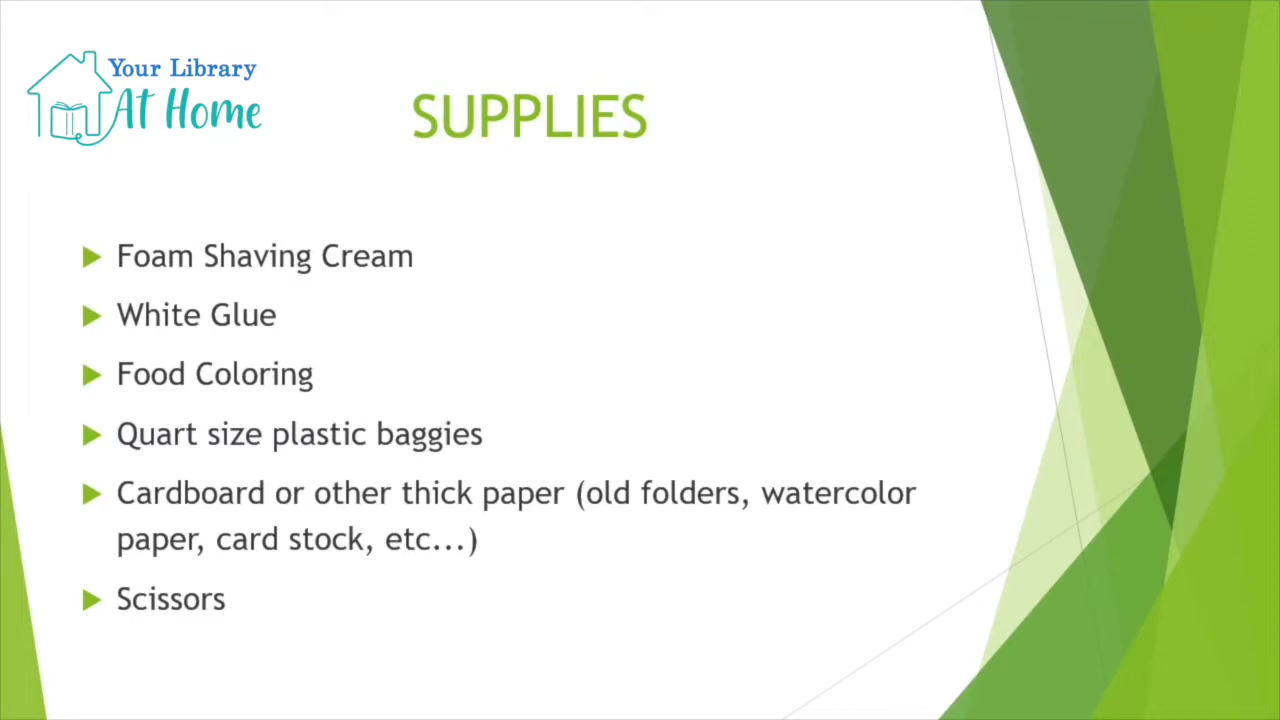 Your Library
At Home
SUPPLIES
Foam Shaving Cream
White Glue
Food Coloring
Quart size plastic baggies
Cardboard or other thick paper (old folders, watercolor
paper, card stock, etc...)
Scissors